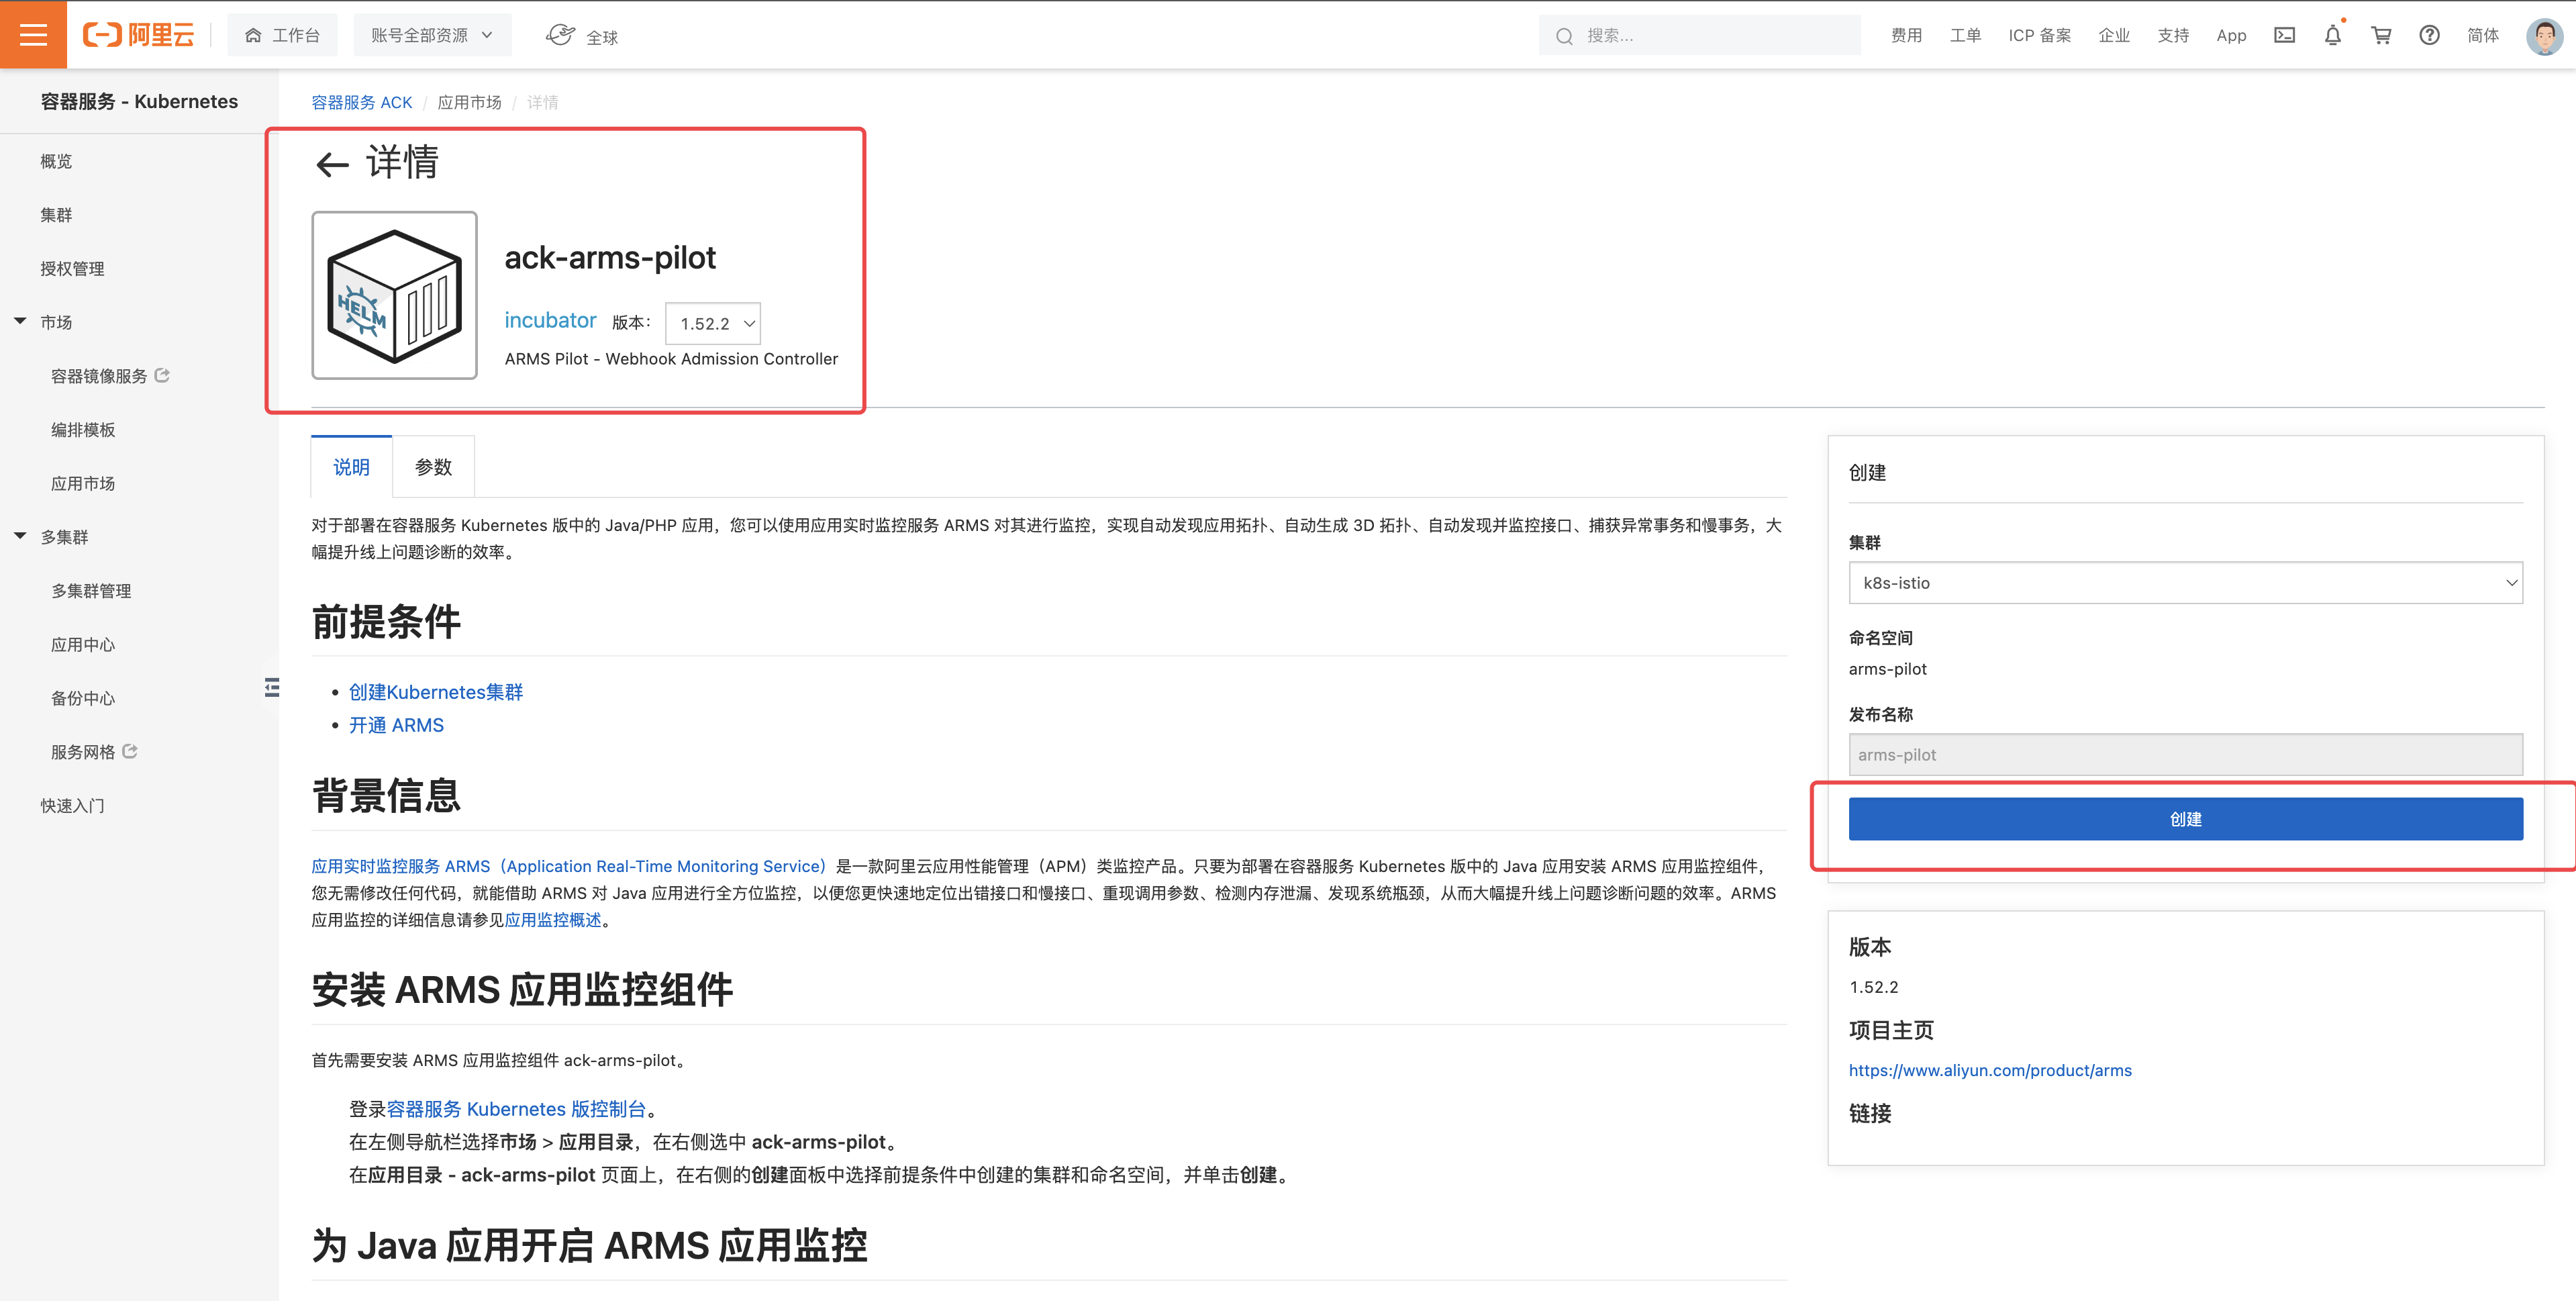 阿里云
工作台
账号全部资源
全球
搜索...
费用
工单
ICP 备案
企业
支持
App
简体
容器服务 - Kubernetes
概览
集群
授权管理
市场
容器镜像服务
编排模板
应用市场
多集群
多集群管理
应用中心
备份中心
服务网格
快速入门
容器服务 ACK / 应用市场 / 详情
详情
HELM
ack-arms-pilot
incubator 版本： 1.52.2
ARMS Pilot - Webhook Admission Controller
说明
参数
对于部署在容器服务 Kubernetes 版中的 Java/PHP 应用，您可以使用应用实时监控服务 ARMS 对其进行监控，实现自动发现应用拓扑、自动生成 3D 拓扑、自动发现并监控接口、捕获异常事务和慢事务，大
幅提升线上问题诊断的效率。
前提条件
• 创建Kubernetes集群
• 开通 ARMS
背景信息
应用实时监控服务 ARMS（Application Real-Time Monitoring Service）是一款阿里云应用性能管理（APM）类监控产品。只要为部署在容器服务 Kubernetes 版中的 Java 应用安装 ARMS 应用监控组件，
您无需修改任何代码，就能借助 ARMS 对 Java 应用进行全方位监控，以便您更快速地定位出错接口和慢接口、重现调用参数、检测内存泄漏、发现系统瓶颈，从而大幅提升线上问题诊断问题的效率。ARMS
应用监控的详细信息请参见应用监控概述。
安装 ARMS 应用监控组件
首先需要安装 ARMS 应用监控组件 ack-arms-pilot。
登录容器服务 Kubernetes 版控制台。
在左侧导航栏选择市场 > 应用目录，在右侧选中 ack-arms-pilot。
在应用目录 - ack-arms-pilot 页面上，在右侧的创建面板中选择前提条件中创建的集群和命名空间，并单击创建。
为 Java 应用开启 ARMS 应用监控
创建
集群
k8s-istio
命名空间
arms-pilot
发布名称
arms-pilot
创建
版本
1.52.2
项目主页
https://www.aliyun.com/product/arms
链接